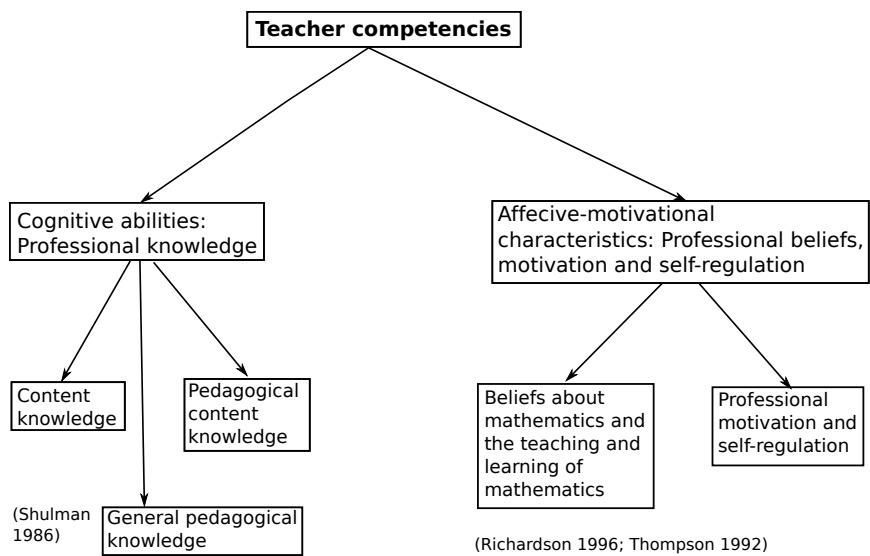 Teacher competencies
Cognitive abilities:
Professional knowledge
Affecive-motivational
characteristics: Professional beliefs,
motivation and self-regulation
Content
knowledge
Pedagogical
content
knowledge
Beliefs about
mathematics and
the teaching and
learning of
mathematics
Professional
motivation and
self-regulation
(Shulman
1986)
General pedagogical
knowledge
(Richardson 1996; Thompson 1992)